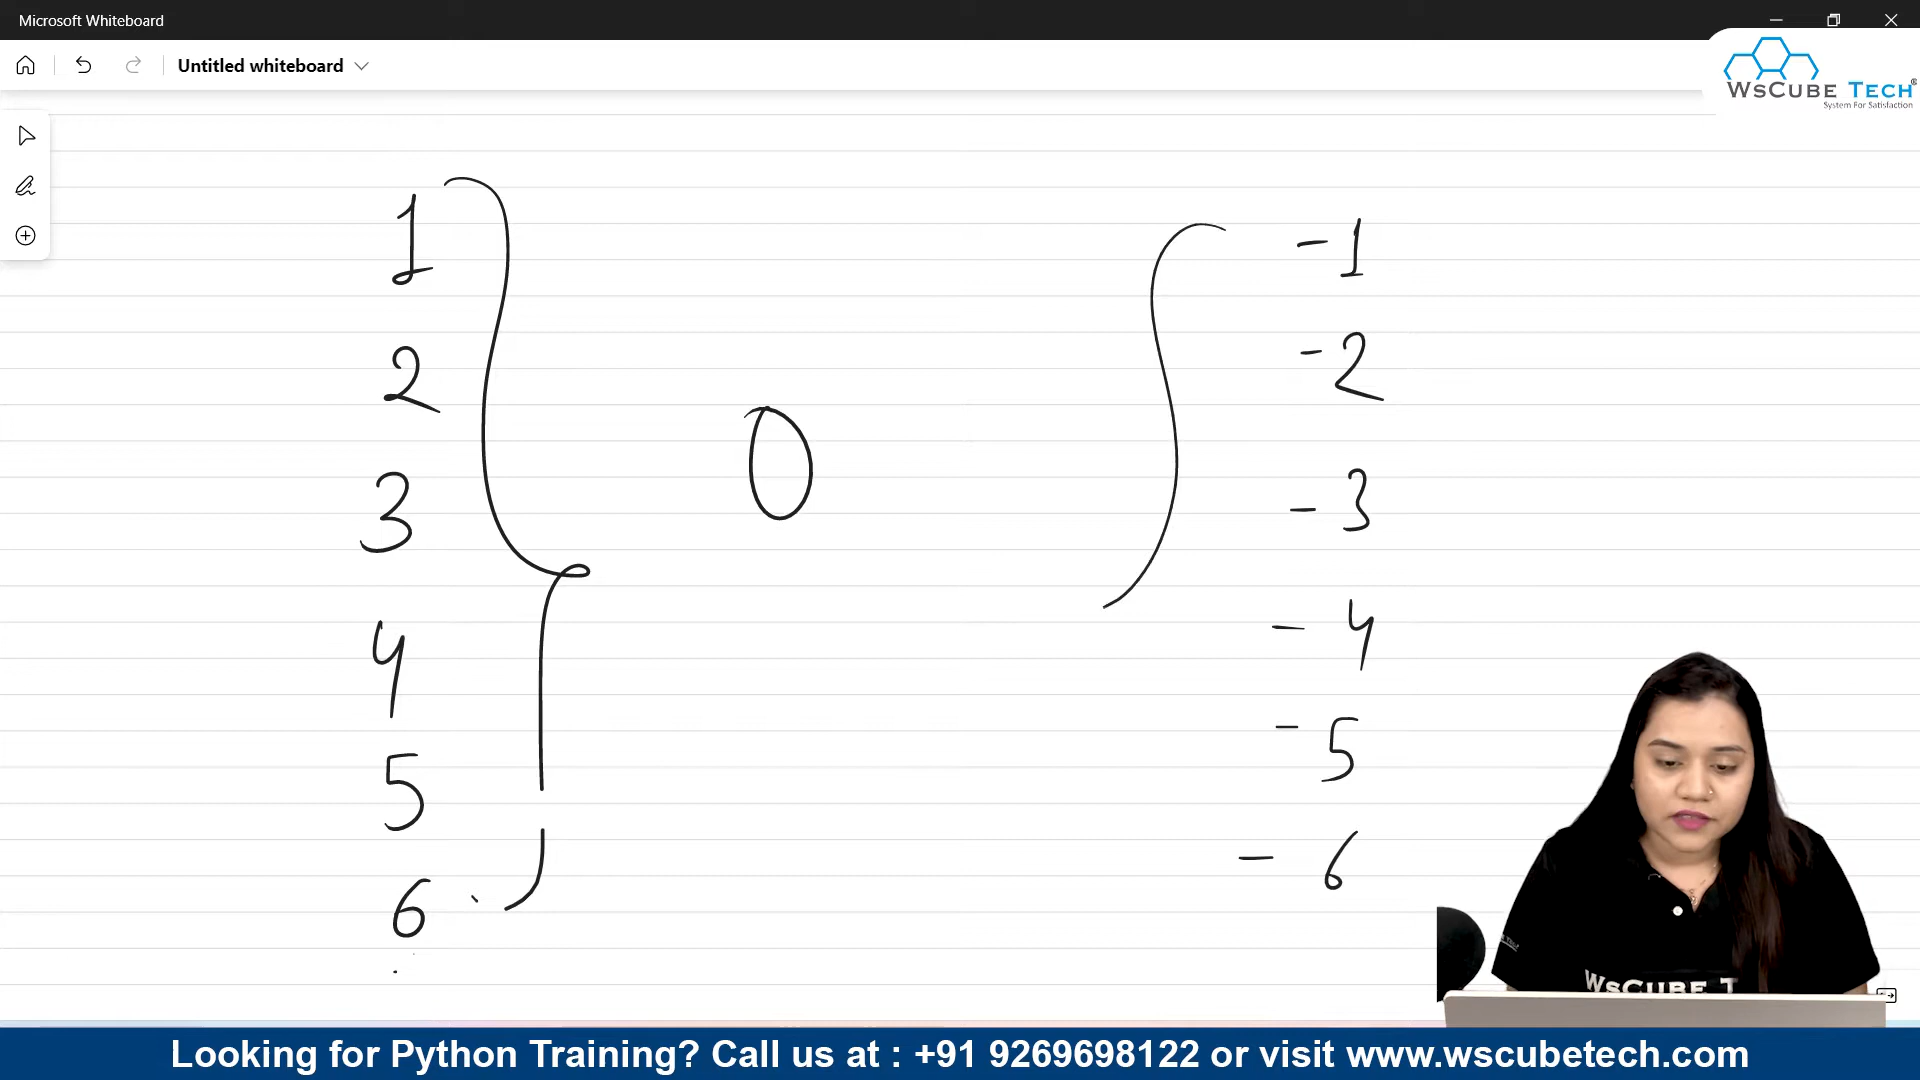 Microsoft Whiteboard
Untitled whiteboard
WsCube Tech
System For Satisfaction
1
2
3
4
5
6
0
-1
-2
-3
-4
-5
-6
WsCube T
Looking for Python Training? Call us at : +91 9269698122 or visit www.wscubetech.com